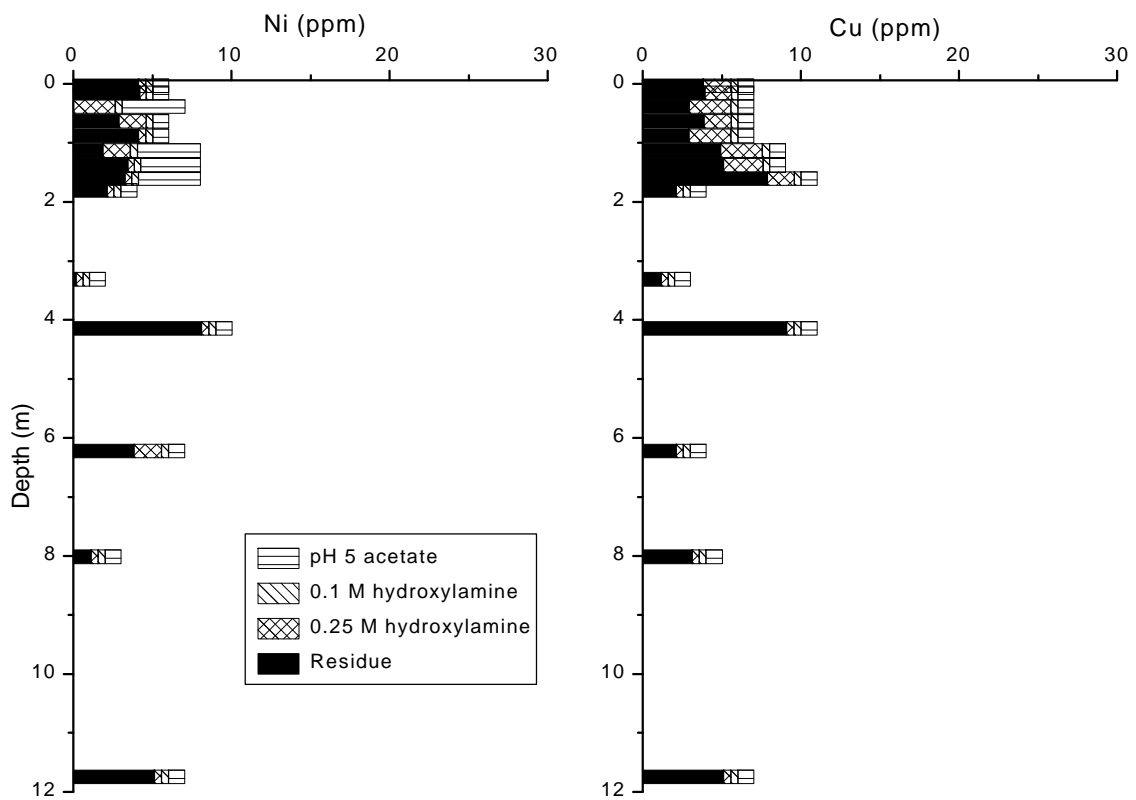 Ni (ppm)
0 10 20 30
Cu (ppm)
0 10 20 30
Depth (m)
0
2
4
6
8
10
12
0
2
4
6
8
10
12
pH 5 acetate
0.1 M hydroxylamine
0.25 M hydroxylamine
Residue